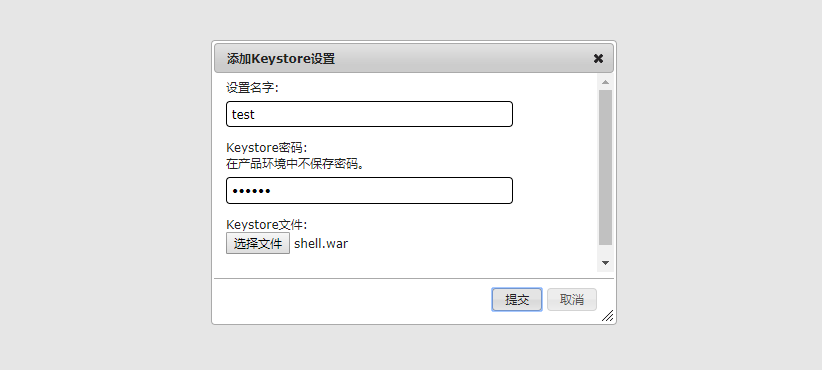 添加Keystore设置
设置名字:
test
Keystore密码:
在产品环境中不保存密码。
••••••
Keystore文件:
选择文件 shell.war
提交 取消